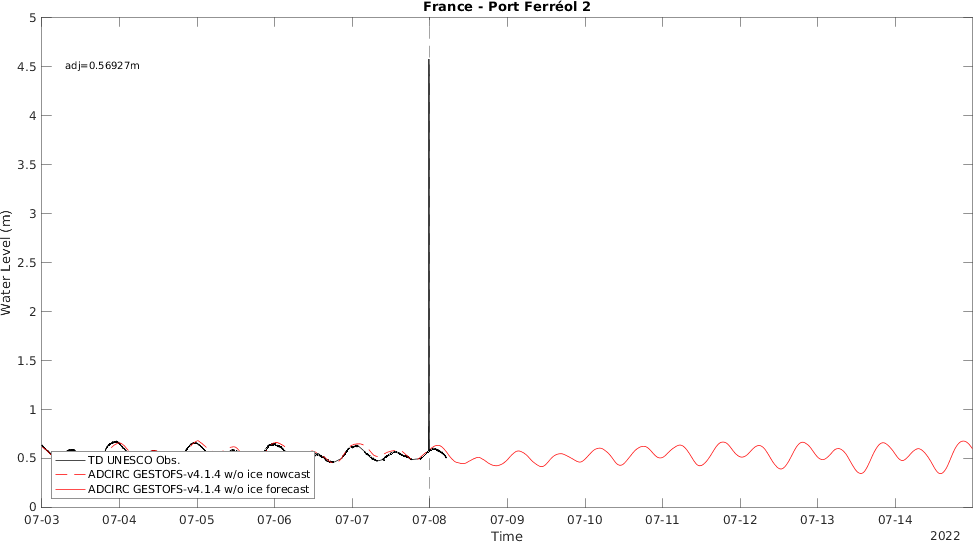 France - Port Ferréol 2
adj=0.56927m
Water Level (m)
5
4.5
4
3.5
3
2.5
2
1.5
1
0.5
0
TD UNESCO Obs.
ADCIRC GESTOFS-v4.1.4 w/o ice nowcast
ADCIRC GESTOFS-v4.1.4 w/o ice forecast
07-03 07-04 07-05 07-06 07-07 07-08 07-09 07-10 07-11 07-12 07-13 07-14
Time
2022